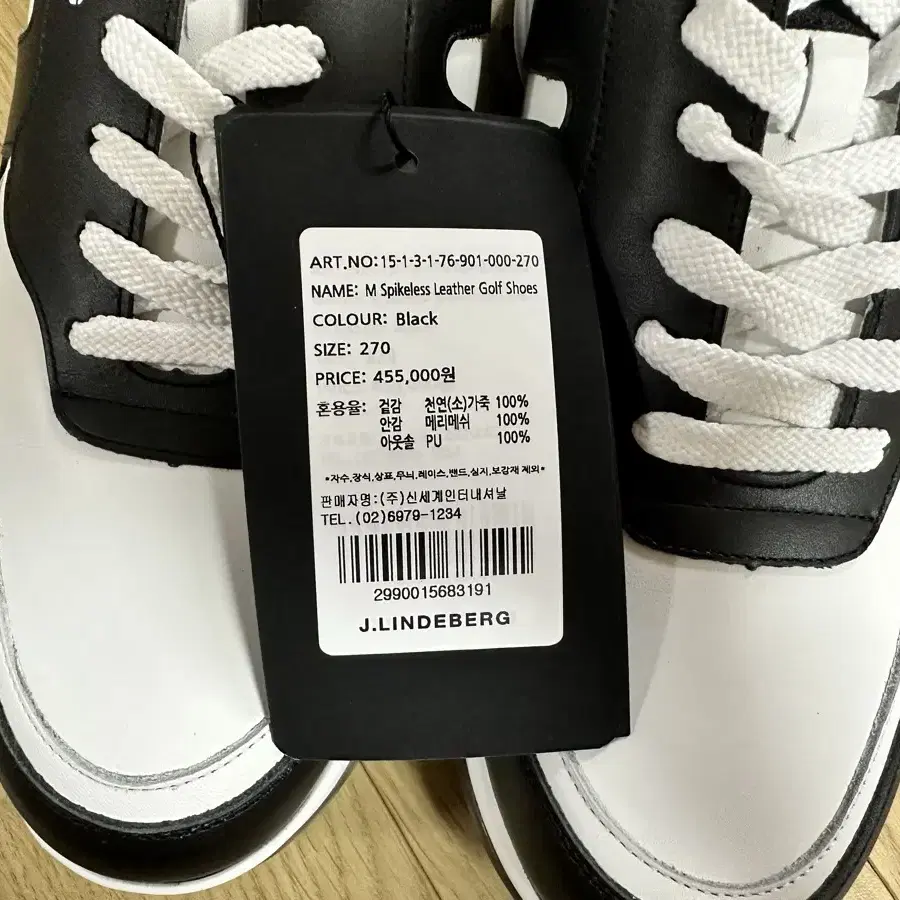 ART.NO:15-1-3-1-76-901-000-270
NAME: M Spikeless Leather Golf Shoes
COLOUR: Black
SIZE: 270
PRICE: 455,000원
혼용율: 겉감 천연(소)가죽 100%
안감 메리메쉬 100%
아웃솔 PU 100%
*자수,장식,상표,무늬,레이스,밴드,심지,보강재 제외*
판매자명:(주)신세계인터내셔날
TEL.(02)6979-1234
2990015683191
J.LINDEBERG